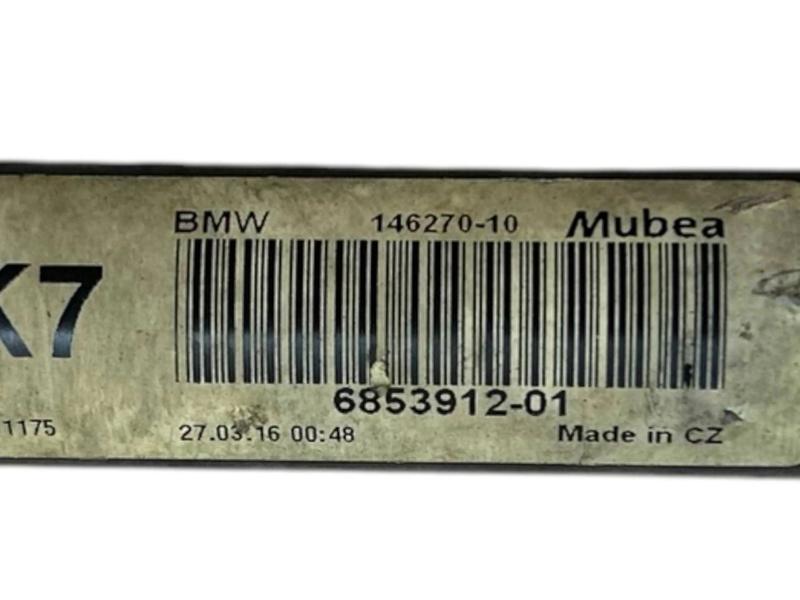 BMW 146270-10 Mubea
K7
6853912-01
1175 27.03.16 00:48 Made in CZ